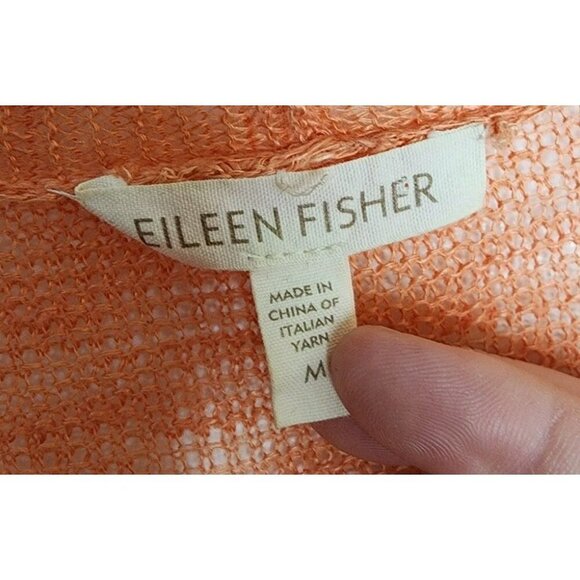 EILEEN FISHER
MADE IN
CHINA OF
ITALIAN
YARN
M